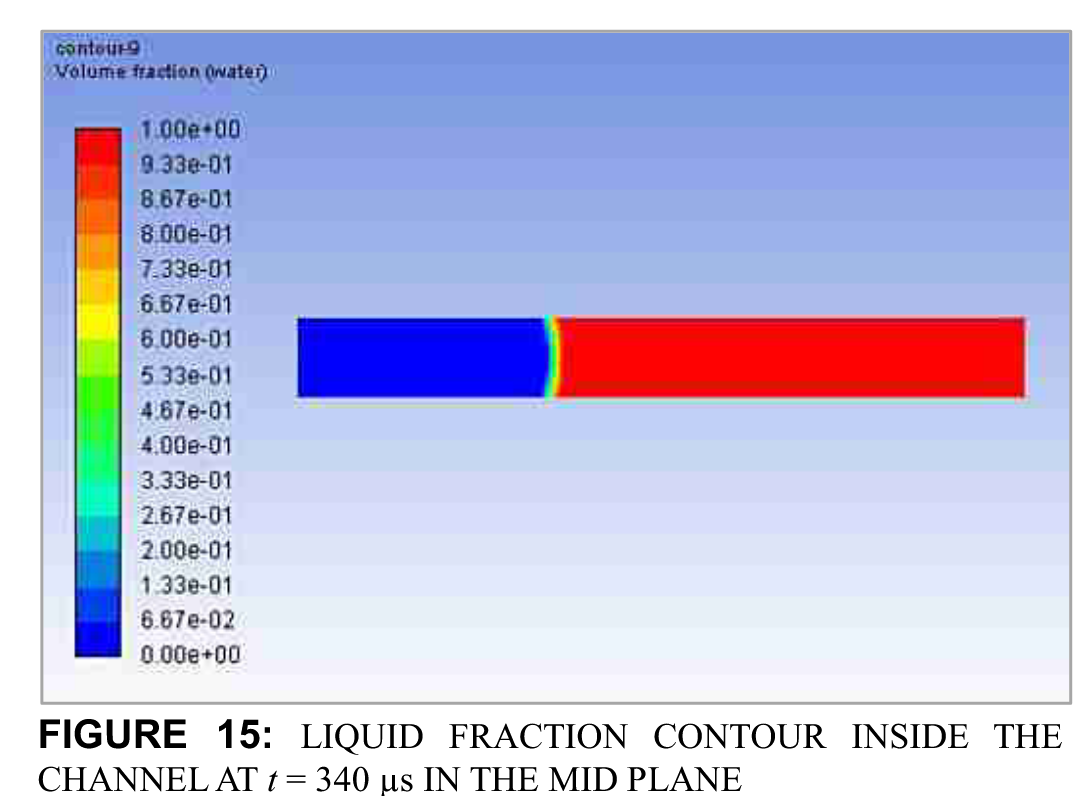 contour-9
Volume fraction (water)
1.00e+00
9.33e-01
8.67e-01
8.00e-01
7.33e-01
6.67e-01
6.00e-01
5.33e-01
4.67e-01
4.00e-01
3.33e-01
2.67e-01
2.00e-01
1.33e-01
6.67e-02
0.00e+00
FIGURE 15: LIQUID FRACTION CONTOUR INSIDE THE
CHANNEL AT t = 340 µs IN THE MID PLANE